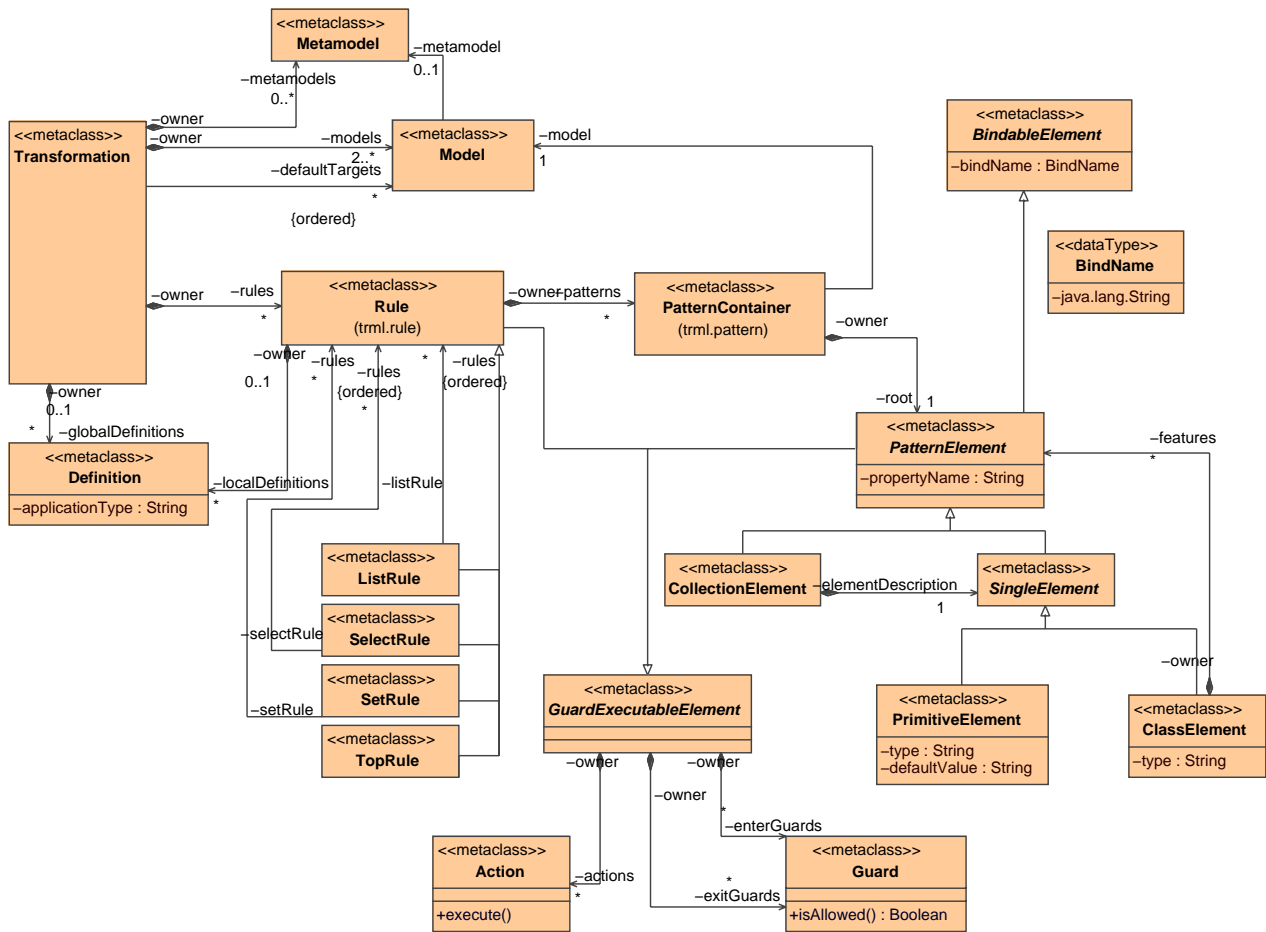 <<metaclass>>
Metamodel
–metamodel
0..1
–metamodels
0..*
<<metaclass>>
Transformation
–owner
–owner
–models
2..*
–defaultTargets
*
{ordered}
<<metaclass>>
Model
–model
1
<<metaclass>>
BindableElement
–bindName : BindName
<<dataType>>
BindName
–java.lang.String
–owner
–rules
*
<<metaclass>>
Rule
(trml.rule)
–owner
–patterns
*
<<metaclass>>
PatternContainer
(trml.pattern)
–owner
–root
1
–owner
0..1
–rules
*
–rules
{ordered}
*
*
–rules
{ordered}
–owner
0..1
*
–globalDefinitions
<<metaclass>>
Definition
–applicationType : String
–localDefinitions
*
–listRule
<<metaclass>>
PatternElement
–propertyName : String
–features
*
<<metaclass>>
ListRule
–selectRule
<<metaclass>>
SelectRule
–setRule
<<metaclass>>
SetRule
<<metaclass>>
TopRule
<<metaclass>>
CollectionElement
–elementDescription
1
<<metaclass>>
SingleElement
<<metaclass>>
GuardExecutableElement
<<metaclass>>
PrimitiveElement
–type : String
–defaultValue : String
–owner
<<metaclass>>
ClassElement
–type : String
–owner
–owner
–owner
*
–enterGuards
–actions
*
*
–exitGuards
<<metaclass>>
Action
+execute()
<<metaclass>>
Guard
+isAllowed() : Boolean